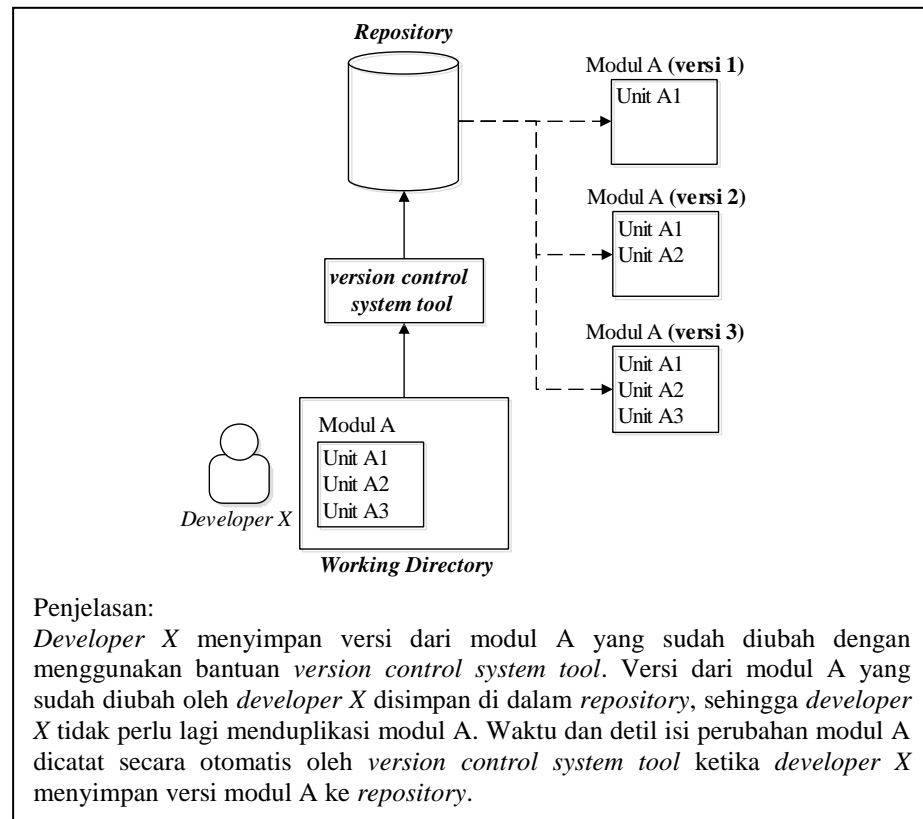 Repository
Modul A (versi 1)
Unit A1
Modul A (versi 2)
Unit A1
Unit A2
version control
system tool
Modul A (versi 3)
Unit A1
Unit A2
Unit A3
Modul A
Unit A1
Unit A2
Unit A3
Developer X
Working Directory
Penjelasan:
Developer X menyimpan versi dari modul A yang sudah diubah dengan
menggunakan bantuan version control system tool. Versi dari modul A yang
sudah diubah oleh developer X disimpan di dalam repository, sehingga developer
X tidak perlu lagi menduplikasi modul A. Waktu dan detil isi perubahan modul A
dicatat secara otomatis oleh version control system tool ketika developer X
menyimpan versi modul A ke repository.